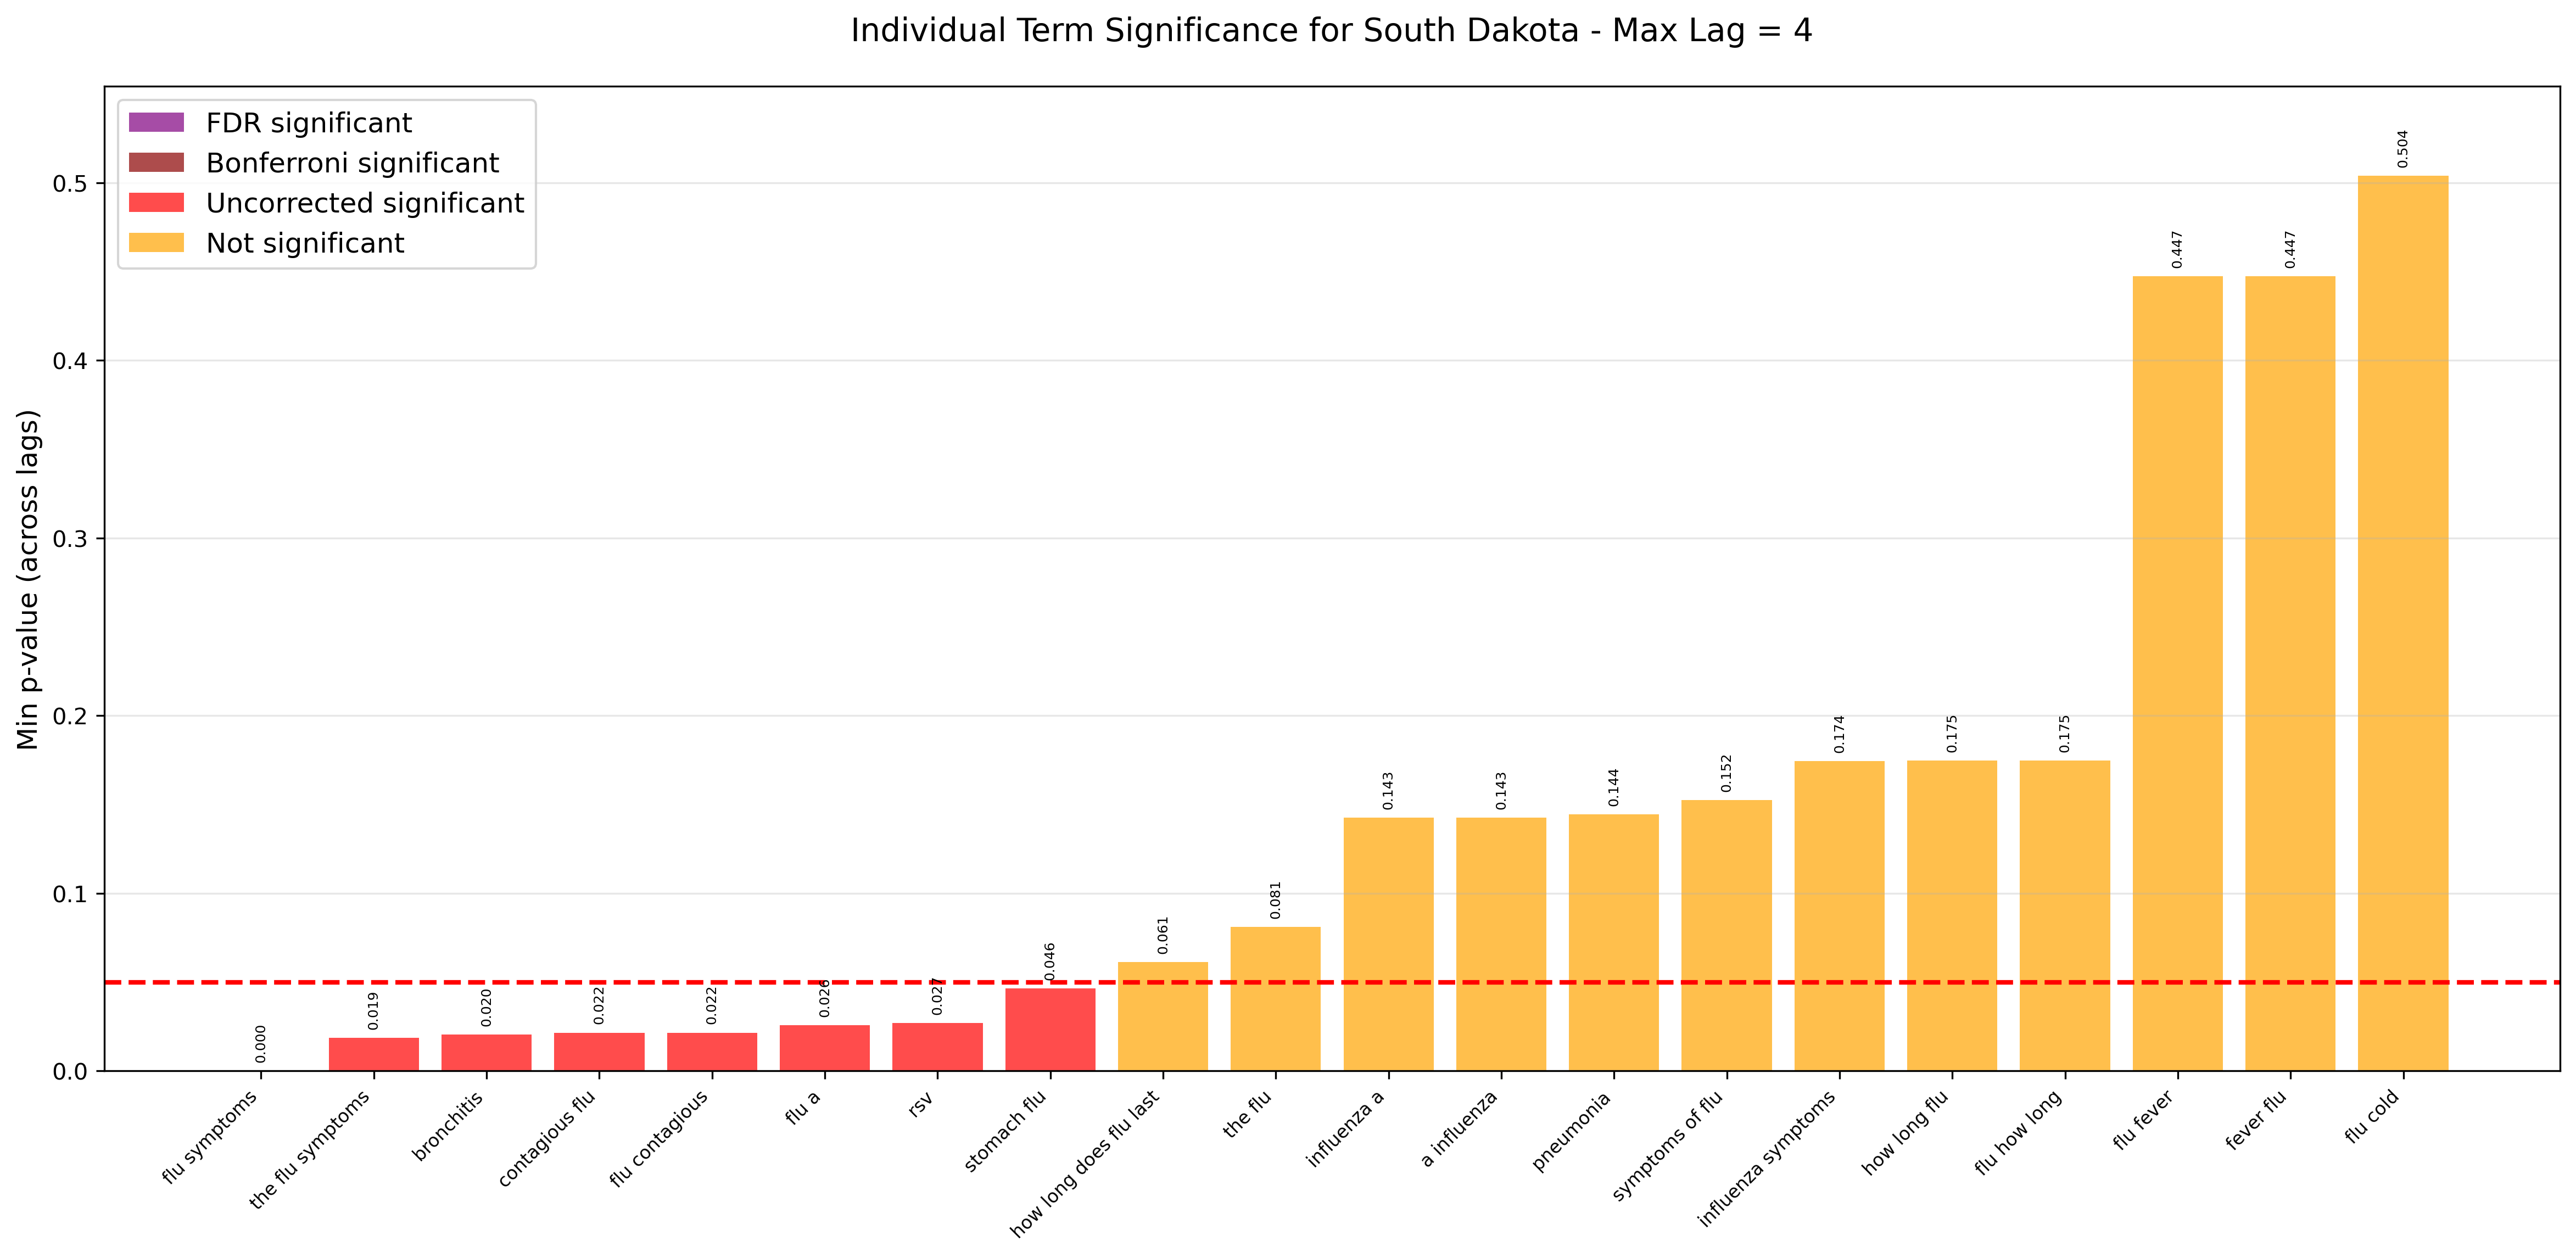 Individual Term Significance for South Dakota - Max Lag = 4
FDR significant
Bonferroni significant
Uncorrected significant
Not significant
Min p-value (across lags)
0.5
0.4
0.3
0.2
0.1
0.0
0.000
0.019
0.020
0.022
0.022
0.026
0.027
0.046
0.061
0.081
0.143
0.143
0.144
0.152
0.174
0.175
0.175
0.447
0.447
0.504
flu symptoms
the flu symptoms
bronchitis
contagious flu
flu contagious
flu a
rsv
stomach flu
how long does flu last
the flu
influenza a
a influenza
pneumonia
symptoms of flu
influenza symptoms
how long flu
flu how long
flu fever
fever flu
flu cold